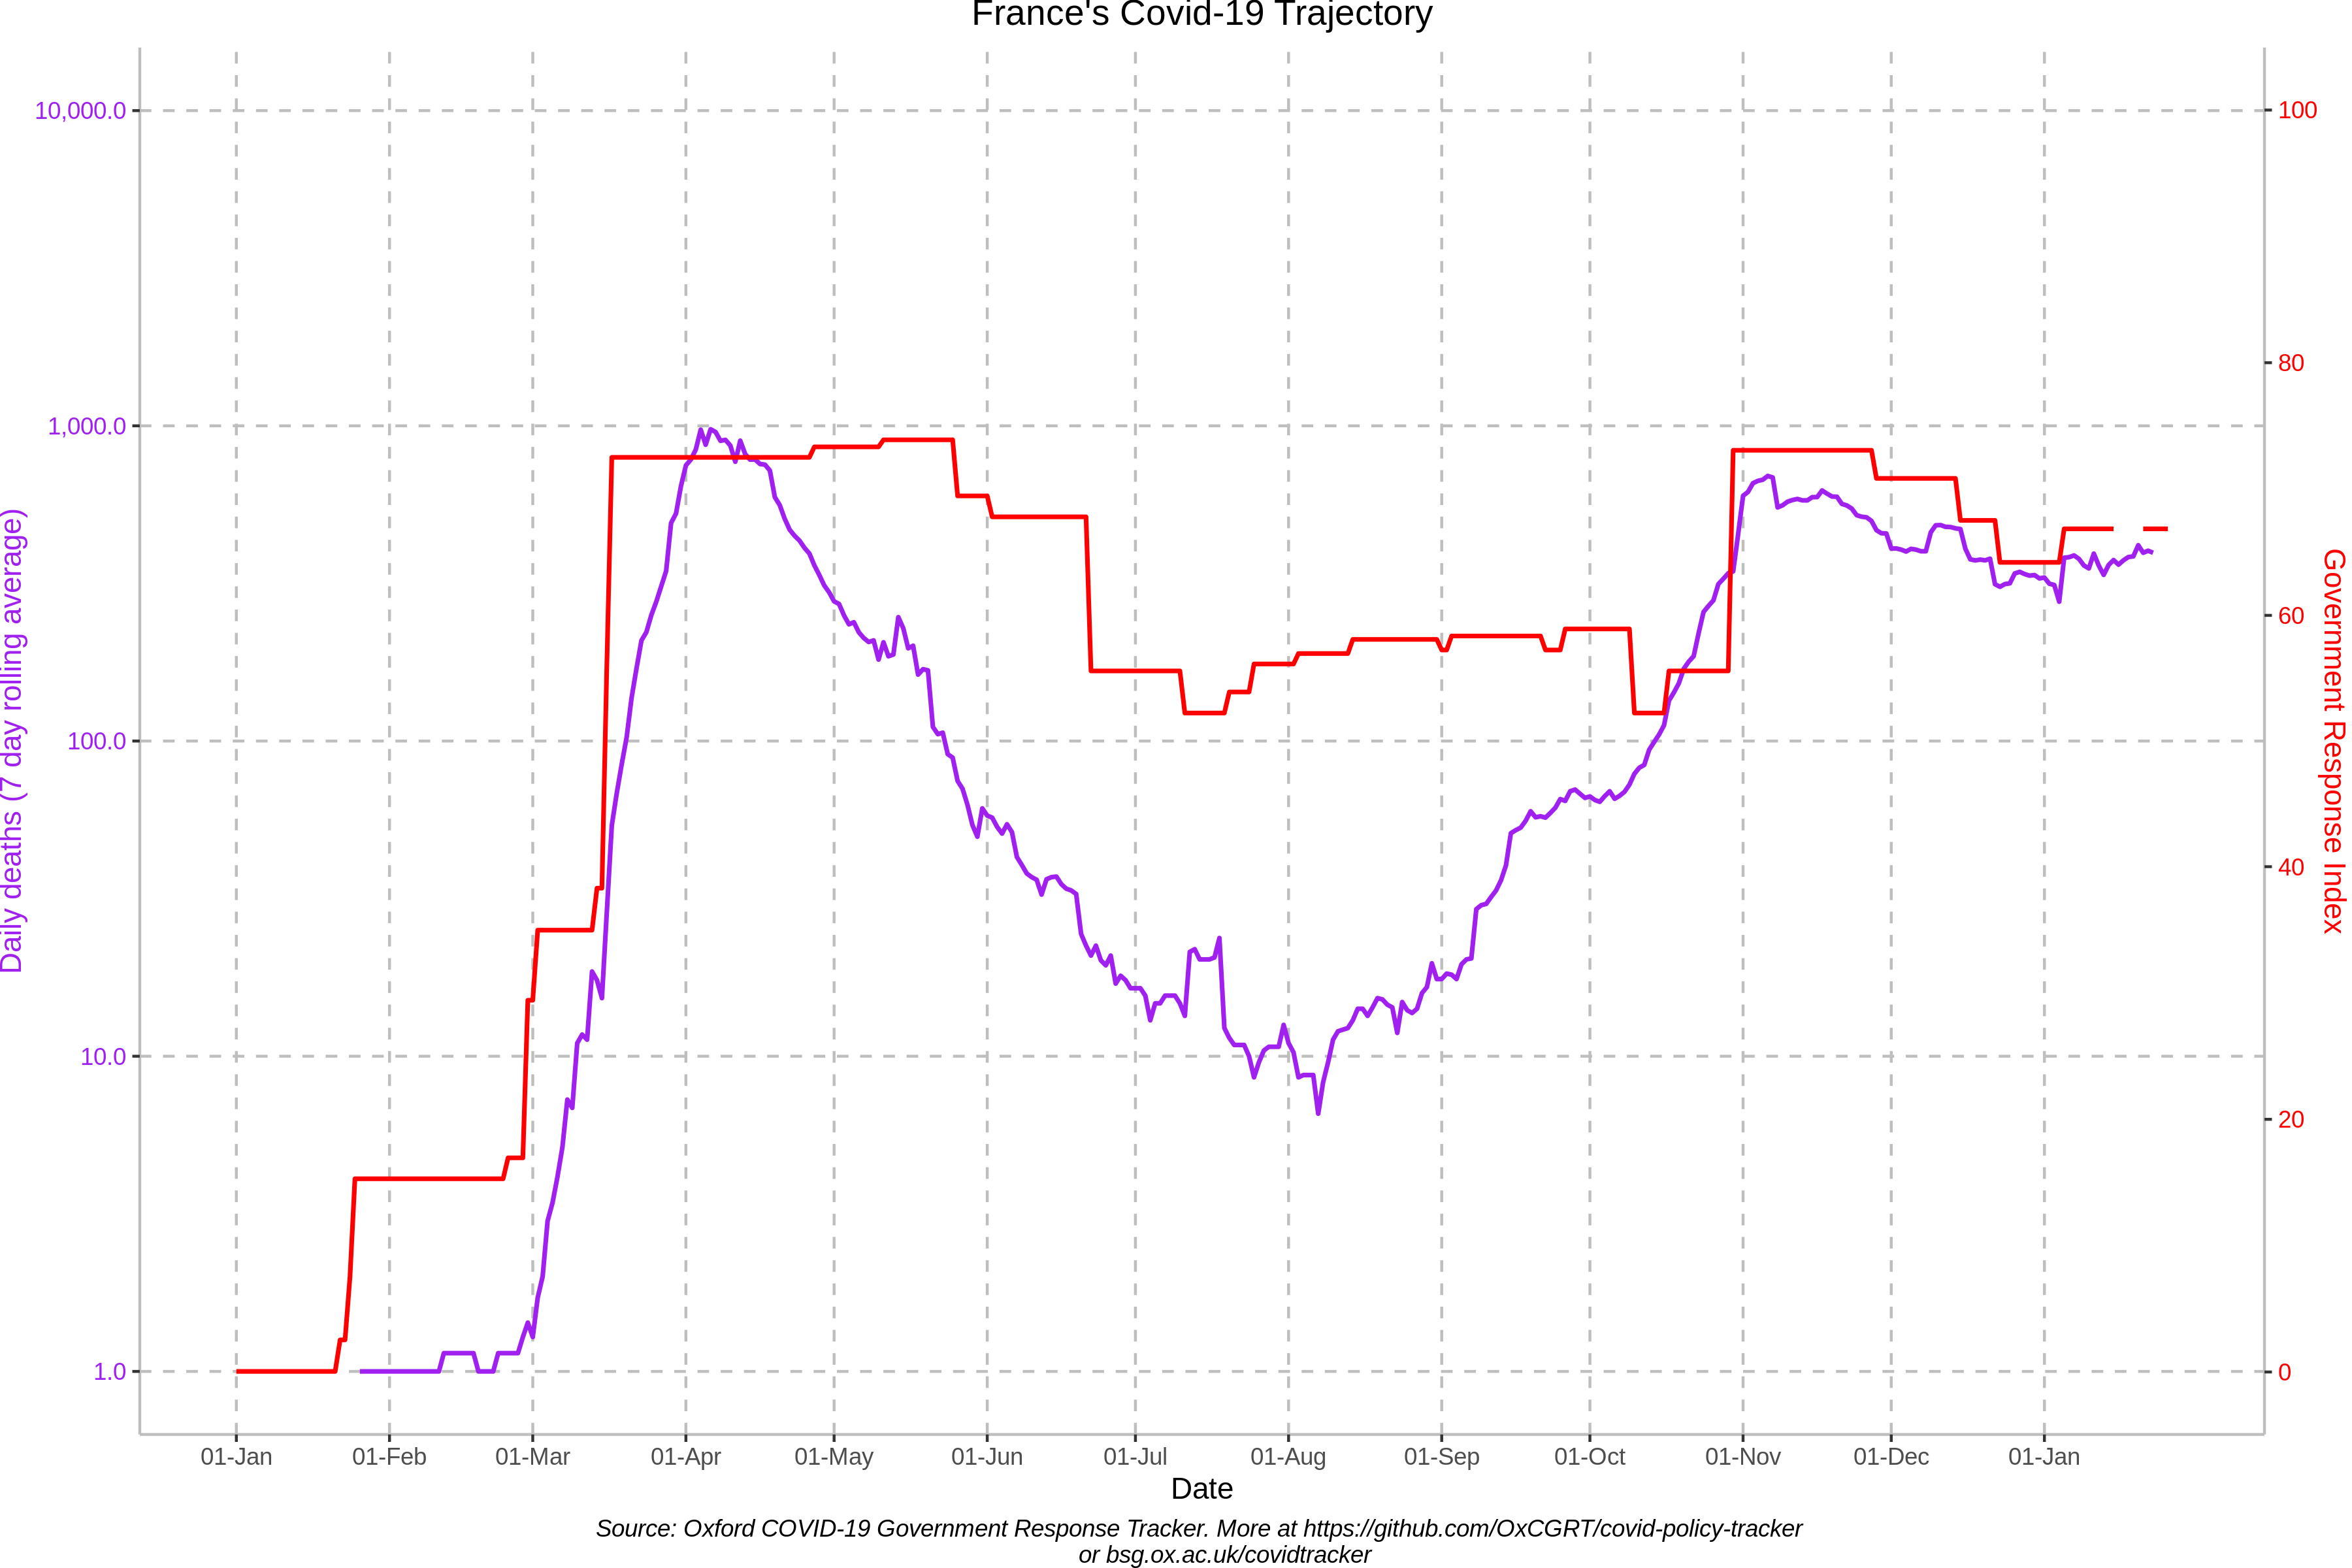 France's Covid-19 Trajectory
10,000.0
1,000.0
100.0
10.0
1.0
Daily deaths (7 day rolling average)
100
80
60
40
20
0
Government Response Index
01-Jan 01-Feb 01-Mar 01-Apr 01-May 01-Jun 01-Jul 01-Aug 01-Sep 01-Oct 01-Nov 01-Dec 01-Jan
Date
Source: Oxford COVID-19 Government Response Tracker. More at https://github.com/OxCGRT/covid-policy-tracker
or bsg.ox.ac.uk/covidtracker